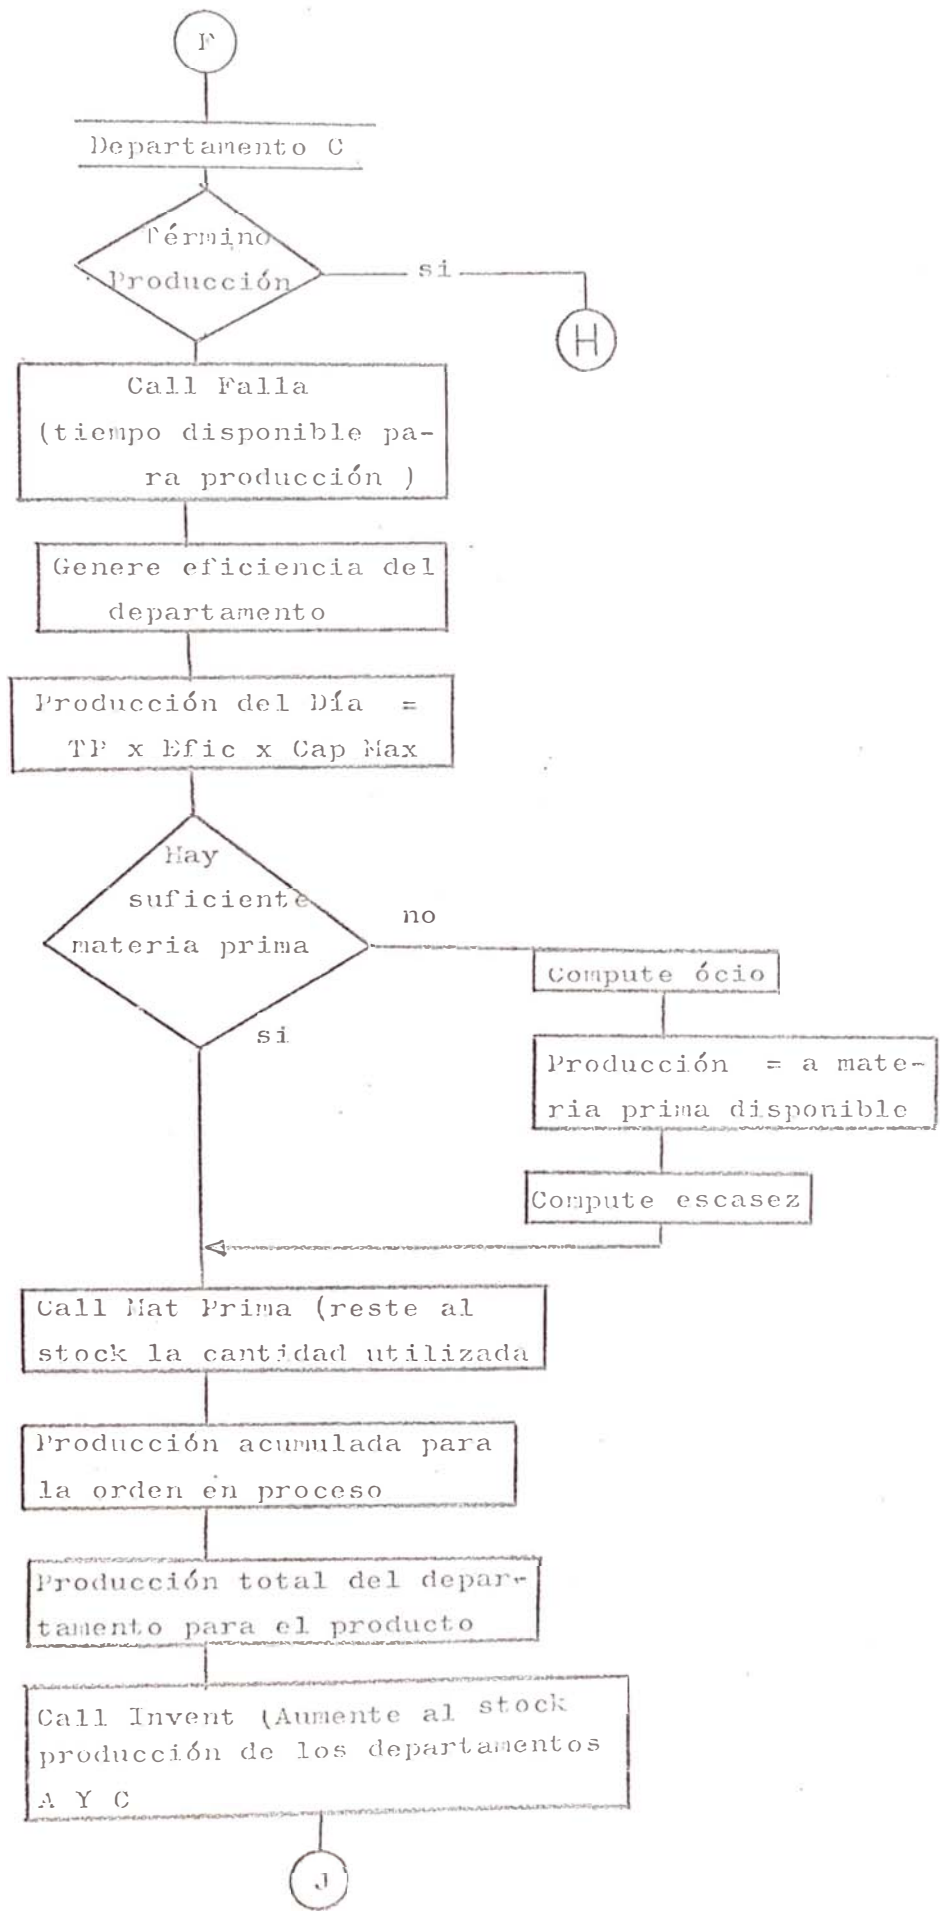 F
Departamento C
Término
Producción
si
H
Call Falla
(tiempo disponible pa-
ra producción )
Genere eficiencia del
departamento
Producción del Día =
TP x Efic x Cap Max
Hay
suficiente
materia prima
no
si
Compute ócio
Producción = a mate-
ria prima disponible
Compute escasez
Call Mat Prima (reste al
stock la cantidad utilizada
Producción acumulada para
la orden en proceso
Producción total del depar-
tamento para el producto
Call Invent (Aumente al stock
producción de los departamentos
A Y C
J